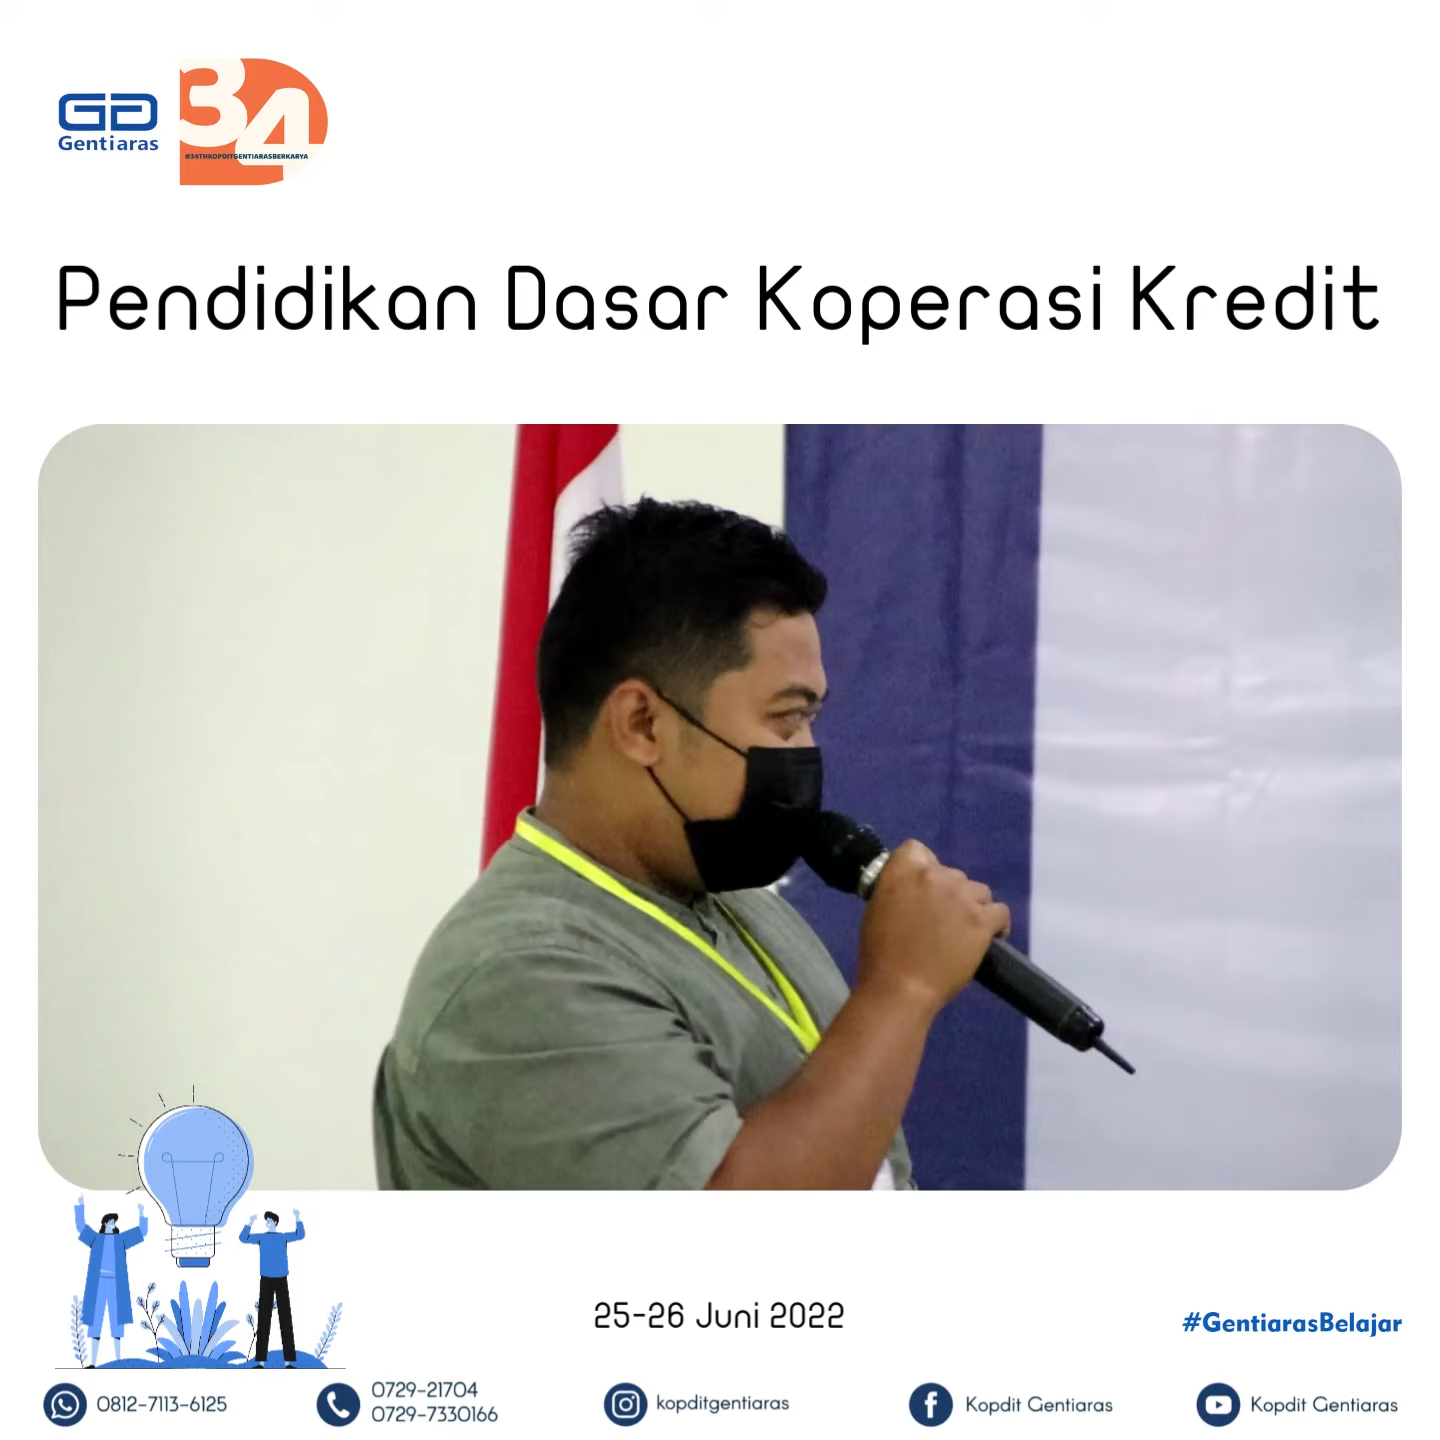 Gentiaras
34
#34THKOPDITGENTIARASBERKARYA
Pendidikan Dasar Koperasi Kredit
25-26 Juni 2022
#GentiarasBelajar
0812-7113-6125
0729-21704
0729-7330166
kopditgentiaras
Kopdit Gentiaras
Kopdit Gentiaras